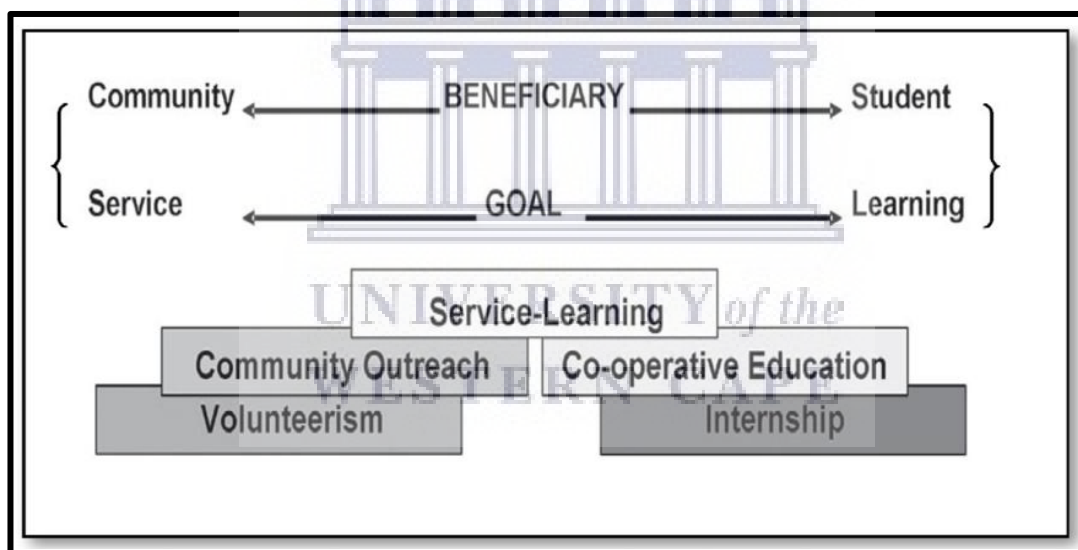 Community BENEFICIARY Student
Service GOAL Learning
Service-Learning
UNIVERSITY of the
Community Outreach Co-operative Education
WESTERN CAPE
Volunteerism Internship